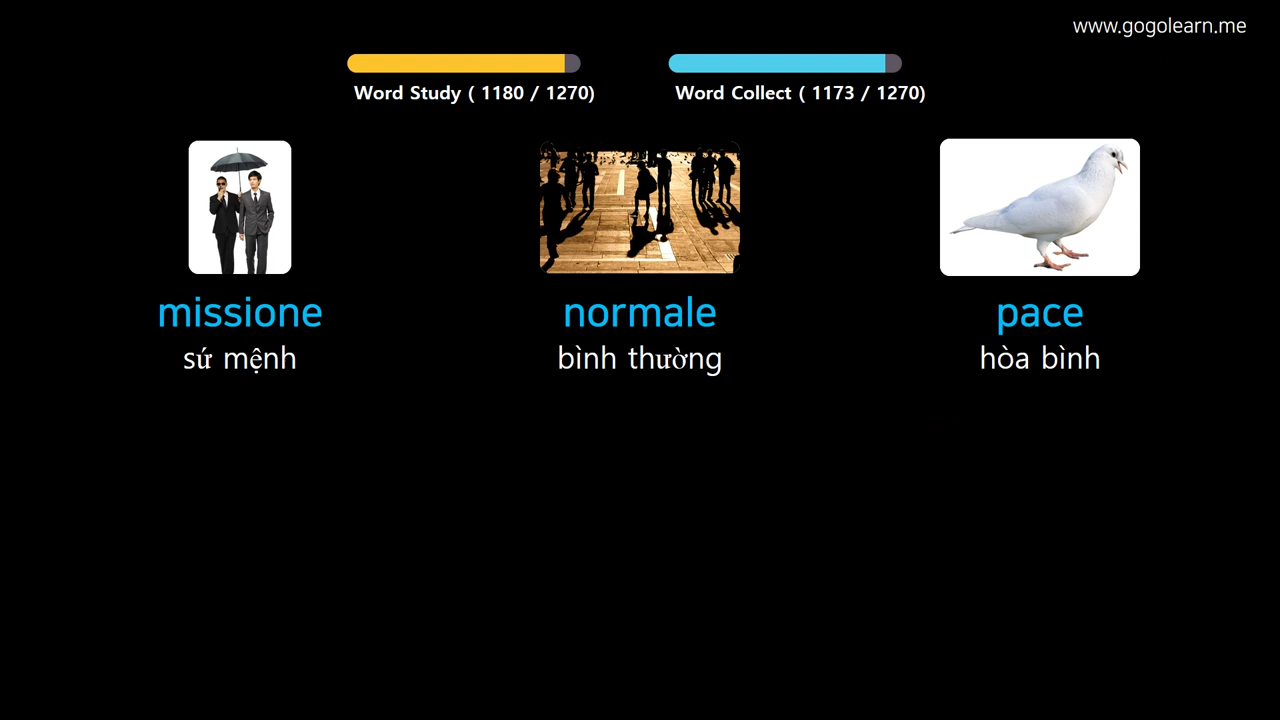 www.gogolearn.me
Word Study ( 1180 / 1270)
Word Collect ( 1173 / 1270)
missione
normale
pace
sứ mệnh
bình thường
hòa bình